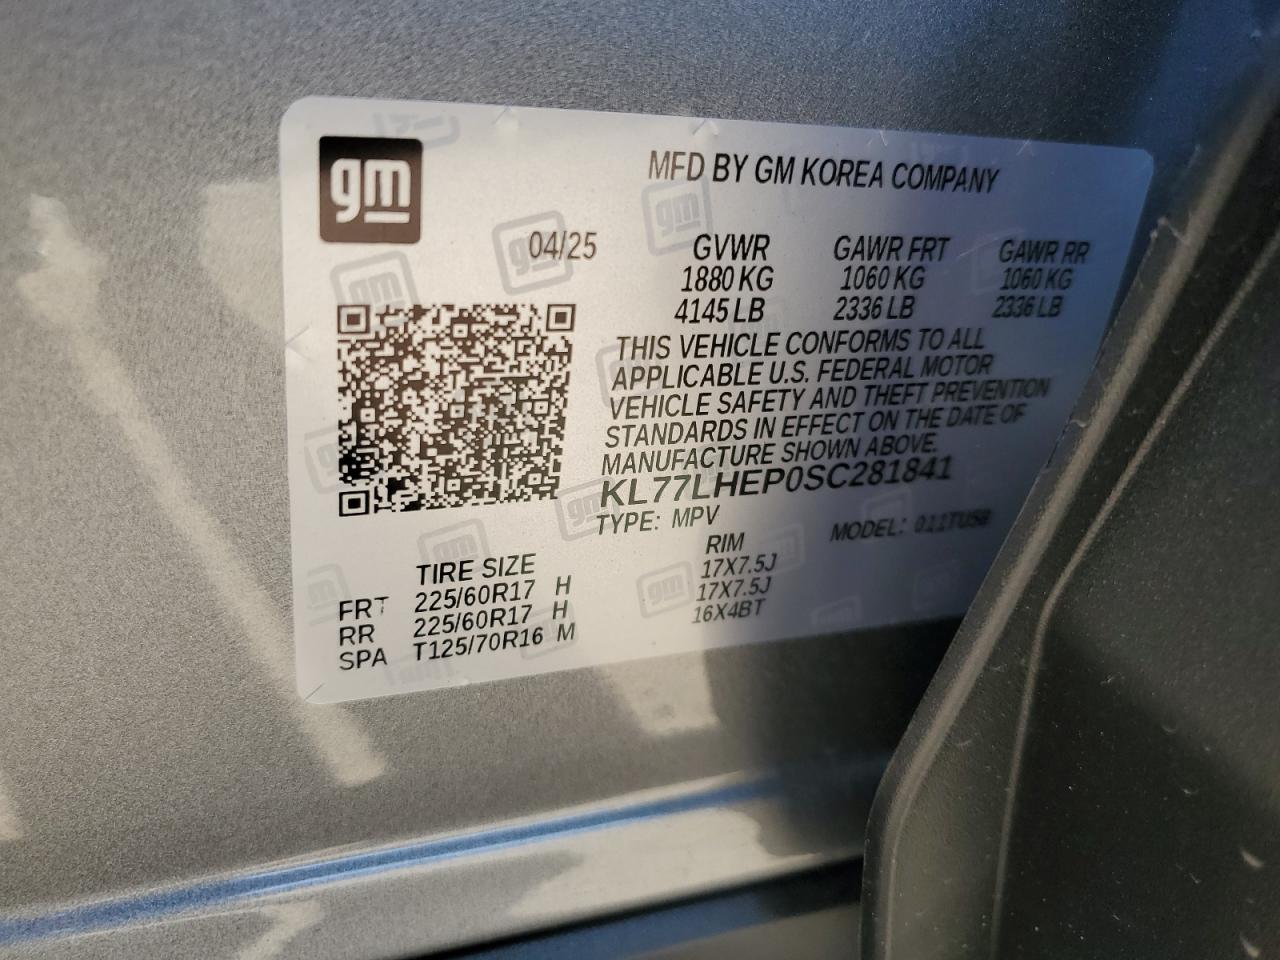 gm
MFD BY GM KOREA COMPANY
04/25
GVWR GAWR FRT GAWR RR
1880 KG 1060 KG 1060 KG
4145 LB 2336 LB 2336 LB
THIS VEHICLE CONFORMS TO ALL
APPLICABLE U.S. FEDERAL MOTOR
VEHICLE SAFETY AND THEFT PREVENTION
STANDARDS IN EFFECT ON THE DATE OF
MANUFACTURE SHOWN ABOVE.
KL77LHEP0SC281841
TYPE: MPV MODEL: 011TU58
TIRE SIZE RIM
FRT 225/60R17 H 17X7.5J
RR 225/60R17 H 17X7.5J
SPA T125/70R16 M 16X4BT